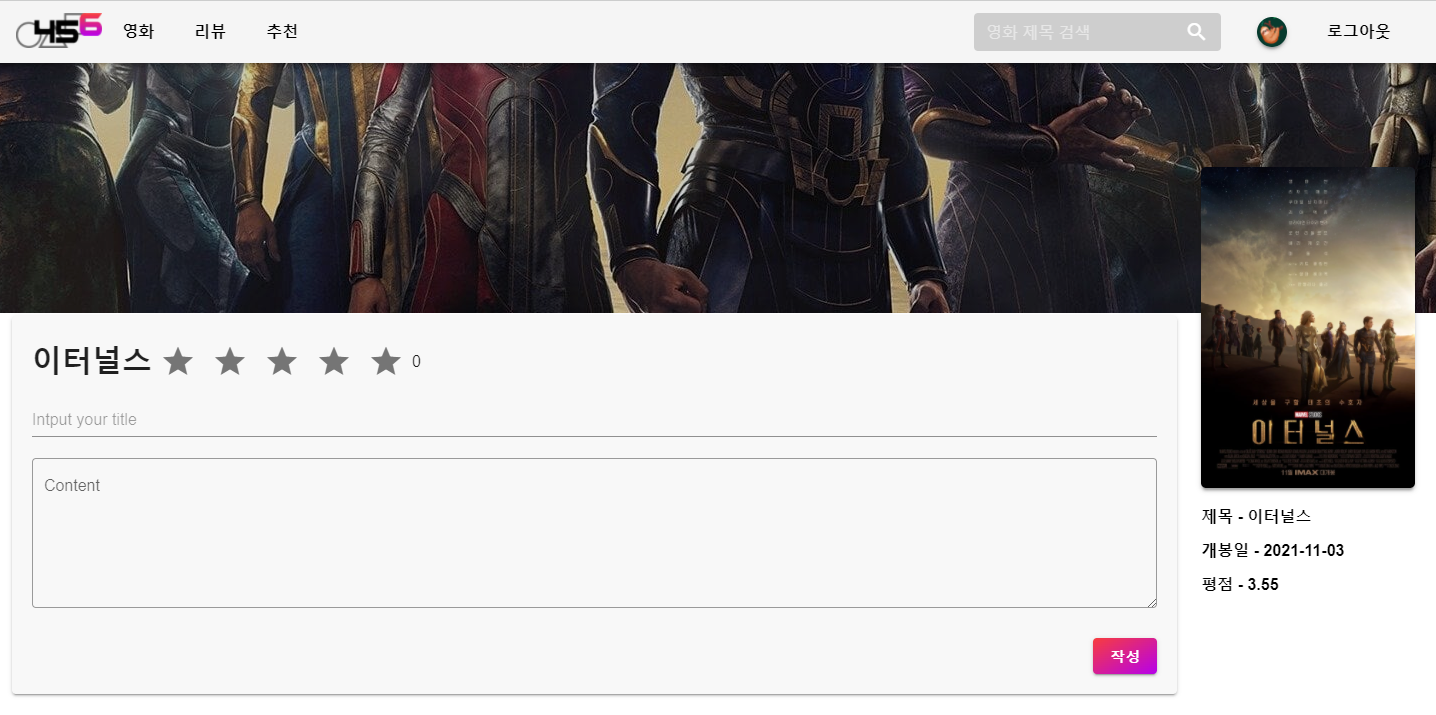 456 영화 리뷰 추천 영화 제목 검색 로그아웃
이터널스 0
Intput your title
Content
작성
세상을 구할 태초의 수호자
MARVEL STUDIOS
이터널스
11월 IMAX 대개봉
제목 - 이터널스
개봉일 - 2021-11-03
평점 - 3.55